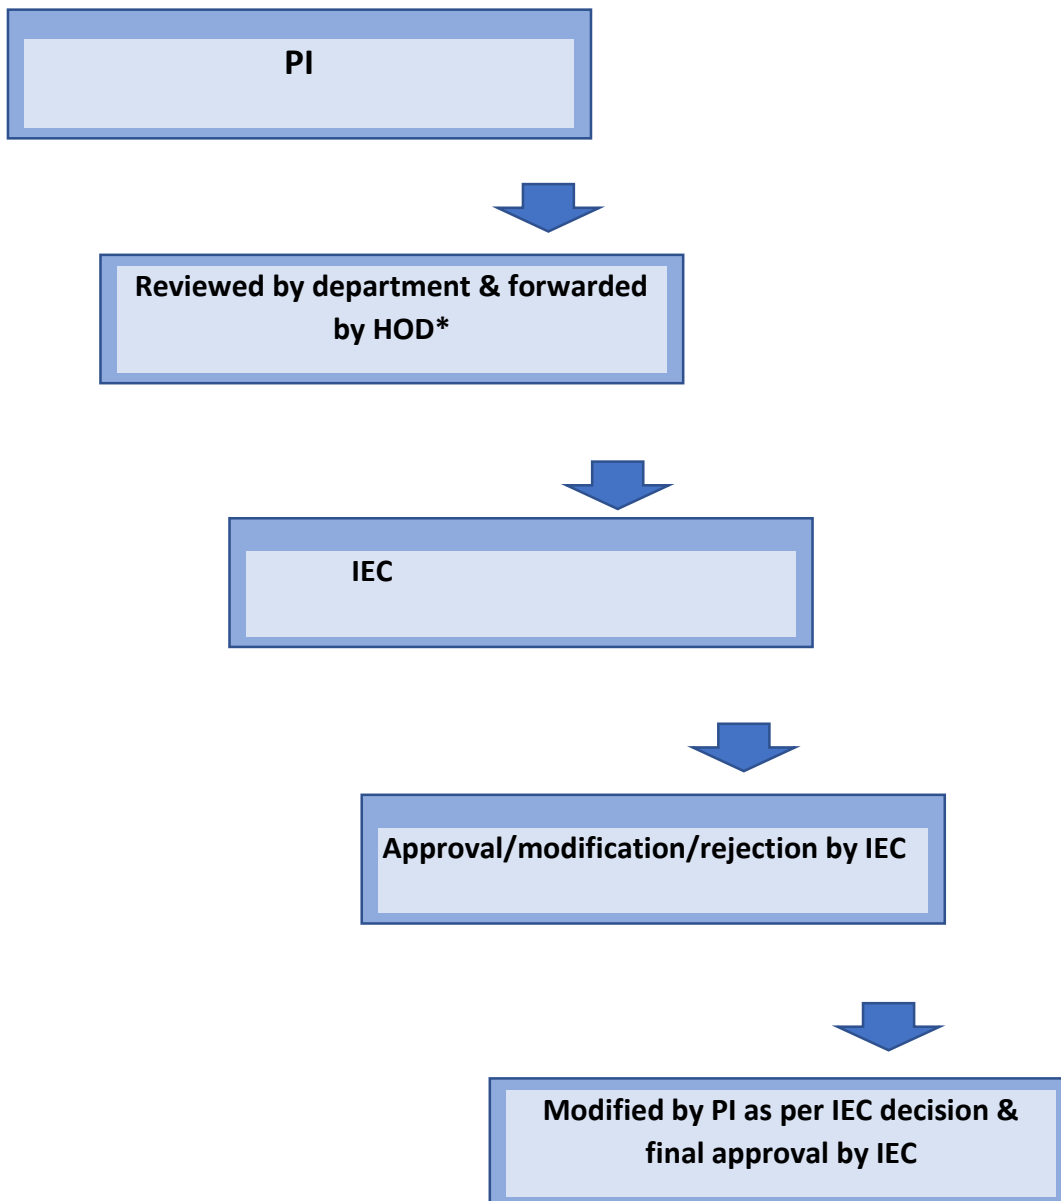 PI
Reviewed by department & forwarded
by HOD*
IEC
Approval/modification/rejection by IEC
Modified by PI as per IEC decision &
final approval by IEC